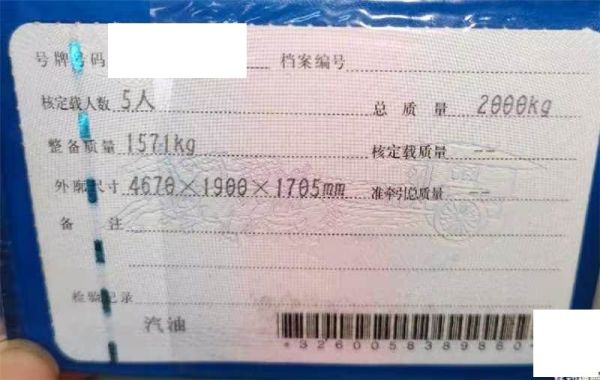 号牌号码 档案编号
核定载人数 5人 总质量 2000kg
整备质量 1571kg 核定载质量 --
外廓尺寸 4670×1900×1705mm 准牵引总质量 --
备注
检验记录
汽油
*3260058389860